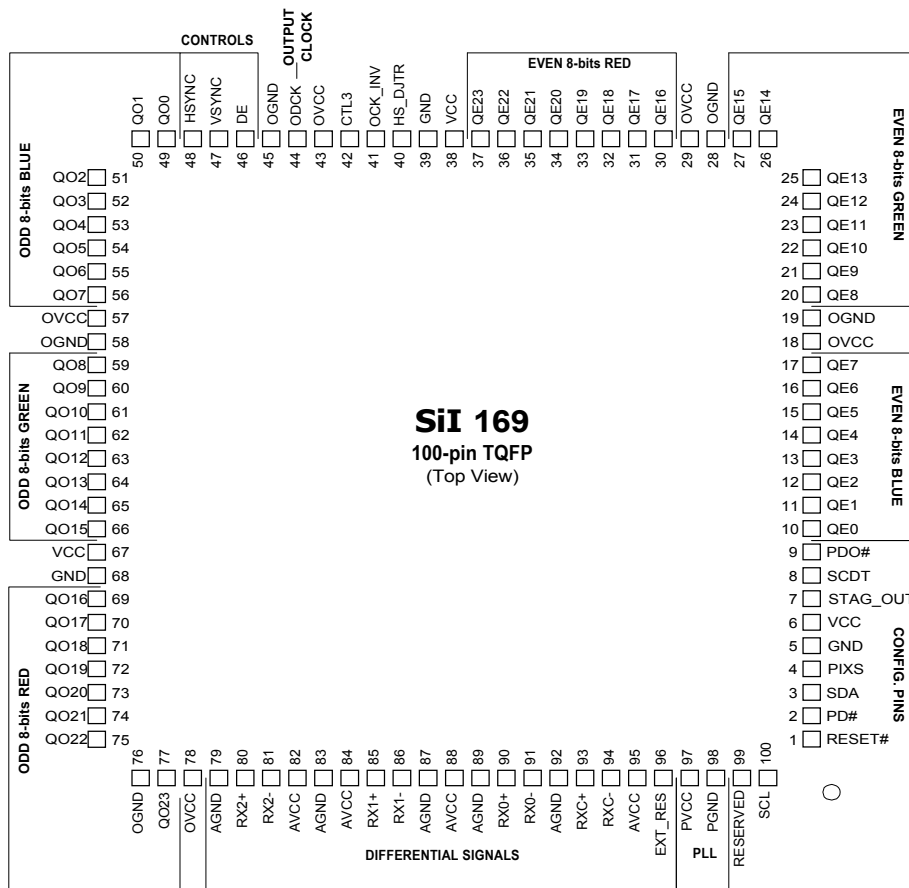 CONTROLS
OUTPUT CLOCK
EVEN 8-bits RED
QO1
QO0
HSYNC
VSYNC
DE
OGND
ODCK
OVCC
CTL3
OCK_INV
HS_DJTR
GND
VCC
QE23
QE22
QE21
QE20
QE19
QE18
QE17
QE16
OVCC
OGND
QE15
QE14
50
49
48
47
46
45
44
43
42
41
40
39
38
37
36
35
34
33
32
31
30
29
28
27
26
ODD 8-bits BLUE
QO2 51
QO3 52
QO4 53
QO5 54
QO6 55
QO7 56
OVCC 57
OGND 58
ODD 8-bits GREEN
QO8 59
QO9 60
QO10 61
QO11 62
QO12 63
QO13 64
QO14 65
QO15 66
VCC 67
GND 68
ODD 8-bits RED
QO16 69
QO17 70
QO18 71
QO19 72
QO20 73
QO21 74
QO22 75
SiI 169
100-pin TQFP
(Top View)
EVEN 8-bits GREEN
25 QE13
24 QE12
23 QE11
22 QE10
21 QE9
20 QE8
19 OGND
18 OVCC
EVEN 8-bits BLUE
17 QE7
16 QE6
15 QE5
14 QE4
13 QE3
12 QE2
11 QE1
10 QE0
9 PDO#
8 SCDT
7 STAG_OUT
6 VCC
5 GND
4 PIXS
3 SDA
2 PD#
1 RESET#
CONFIG. PINS
76
77
78
79
80
81
82
83
84
85
86
87
88
89
90
91
92
93
94
95
96
97
98
99
100
OGND
QO23
OVCC
AGND
RX2+
RX2-
AVCC
AGND
AVCC
RX1+
RX1-
AGND
AVCC
AGND
RX0+
RX0-
AGND
RXC+
RXC-
AVCC
EXT_RES
PVCC
PGND
RESERVED
SCL
DIFFERENTIAL SIGNALS
PLL